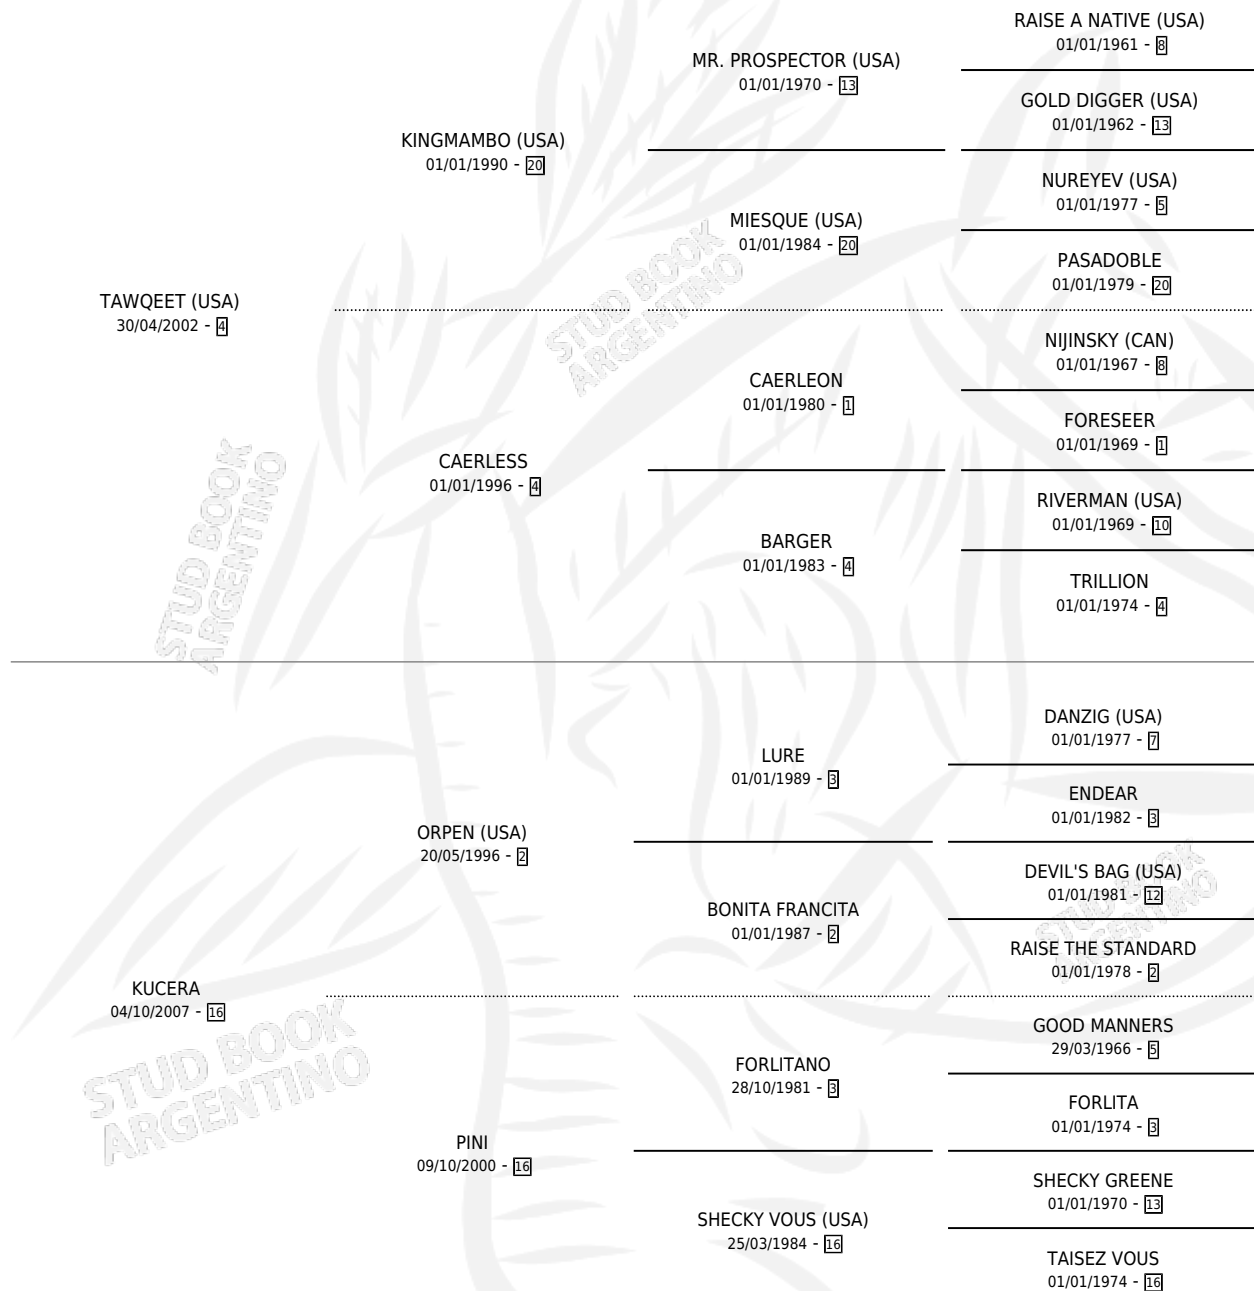 RAISE A NATIVE (USA)
01/01/1961 - 8
MR. PROSPECTOR (USA)
01/01/1970 - 13
GOLD DIGGER (USA)
01/01/1962 - 13
KINGMAMBO (USA)
01/01/1990 - 20
NUREYEV (USA)
01/01/1977 - 5
MIESQUE (USA)
01/01/1984 - 20
PASADOBLE
01/01/1979 - 20
TAWQEET (USA)
30/04/2002 - 4
NIJINSKY (CAN)
01/01/1967 - 8
CAERLEON
01/01/1980 - 1
FORESEER
01/01/1969 - 1
CAERLESS
01/01/1996 - 4
RIVERMAN (USA)
01/01/1969 - 10
BARGER
01/01/1983 - 4
TRILLION
01/01/1974 - 4
DANZIG (USA)
01/01/1977 - 7
LURE
01/01/1989 - 3
ENDEAR
01/01/1982 - 3
ORPEN (USA)
20/05/1996 - 2
DEVIL'S BAG (USA)
01/01/1981 - 12
BONITA FRANCITA
01/01/1987 - 2
RAISE THE STANDARD
01/01/1978 - 2
KUCERA
04/10/2007 - 16
GOOD MANNERS
29/03/1966 - 5
FORLITANO
28/10/1981 - 3
FORLITA
01/01/1974 - 3
PINI
09/10/2000 - 16
SHECKY GREENE
01/01/1970 - 13
SHECKY VOUS (USA)
25/03/1984 - 16
TAISEZ VOUS
01/01/1974 - 16
STUD BOOK
ARGENTINO
STUD BOOK
ARGENTINO
STUD BOOK
ARGENTINO
STUD BOOK
ARGENTINO